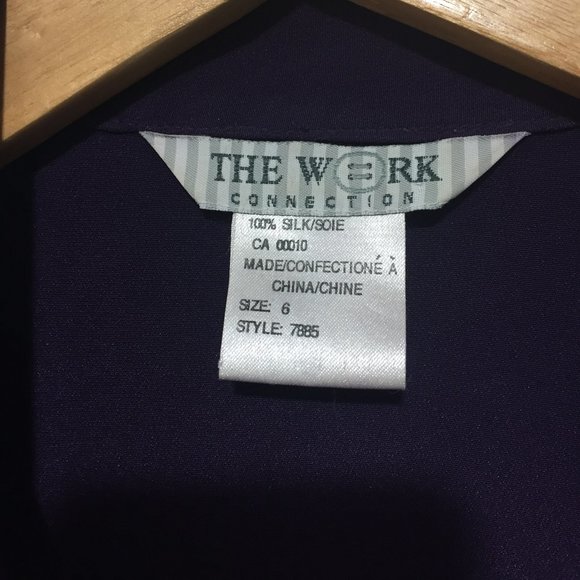 THE WORK
CONNECTION
100% SILK/SOIE
CA 00010
MADE/CONFECTIONÉ À
CHINA/CHINE
SIZE: 6
STYLE: 7885